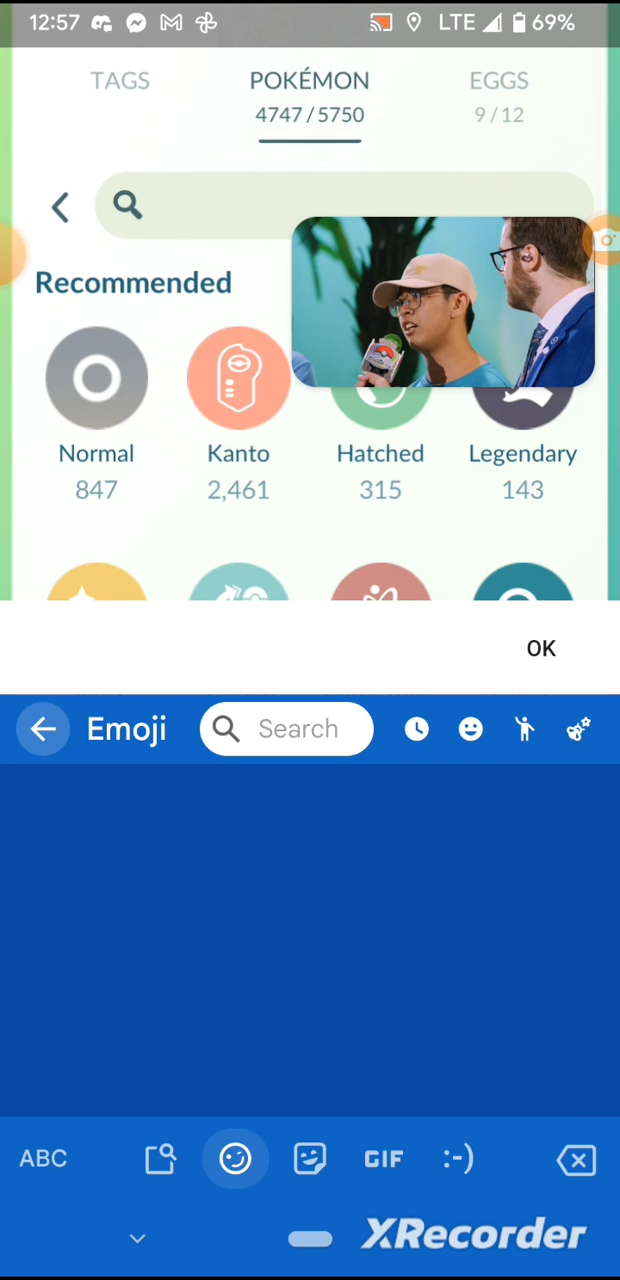 12:57 LTE 69%
TAGS POKÉMON EGGS
4747/5750 9/12
Recommended
Normal Kanto Hatched Legendary
847 2,461 315 143
OK
Emoji Search
ABC GIF :-)
XRecorder